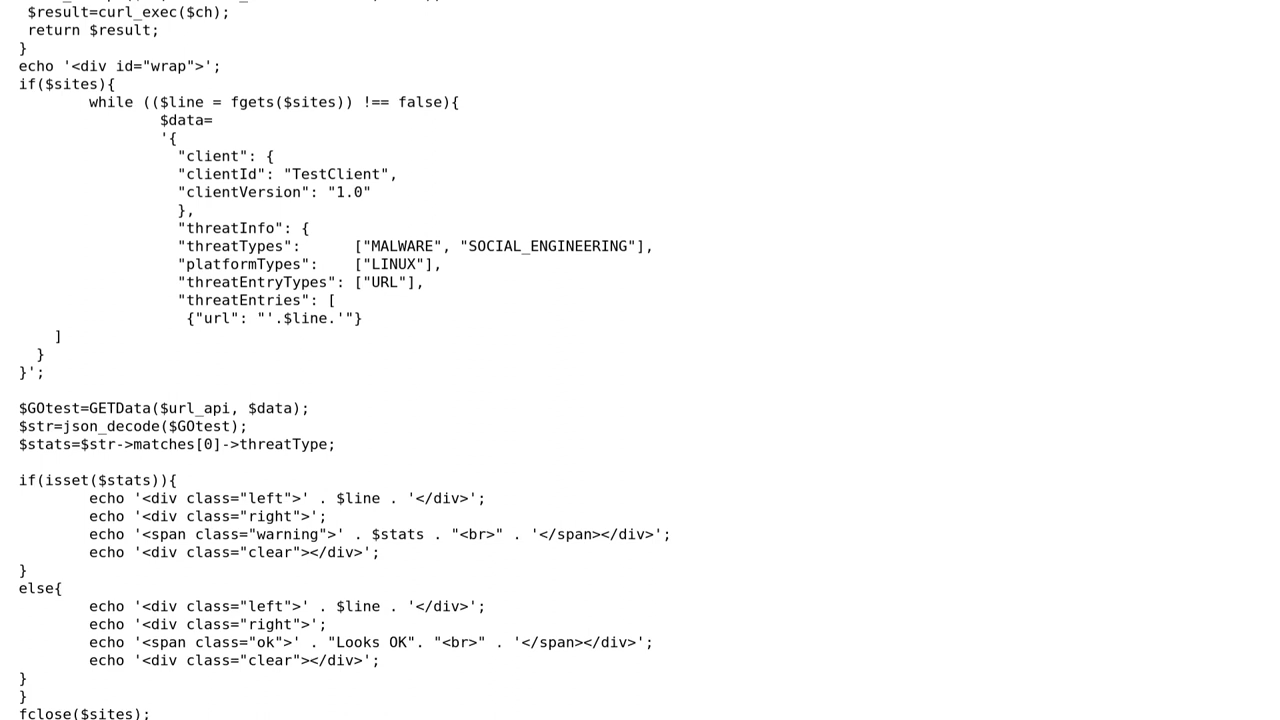 $result=curl_exec($ch);
return $result;
}
echo '<div id="wrap">';
if($sites){
while (($line = fgets($sites)) !== false){
$data=
'{
"client": {
"clientId": "TestClient",
"clientVersion": "1.0"
},
"threatInfo": {
"threatTypes": ["MALWARE", "SOCIAL_ENGINEERING"],
"platformTypes": ["LINUX"],
"threatEntryTypes": ["URL"],
"threatEntries": [
{"url": "'.$line.'"}
]
}
}';
$GOtest=GETData($url_api, $data);
$str=json_decode($GOtest);
$stats=$str->matches[0]->threatType;
if(isset($stats)){
echo '<div class="left">' . $line . '</div>';
echo '<div class="right">';
echo '<span class="warning">' . $stats . "<br>" . '</span></div>';
echo '<div class="clear"></div>';
}
else{
echo '<div class="left">' . $line . '</div>';
echo '<div class="right">';
echo '<span class="ok">' . "Looks OK". "<br>" . '</span></div>';
echo '<div class="clear"></div>';
}
}
fclose($sites);